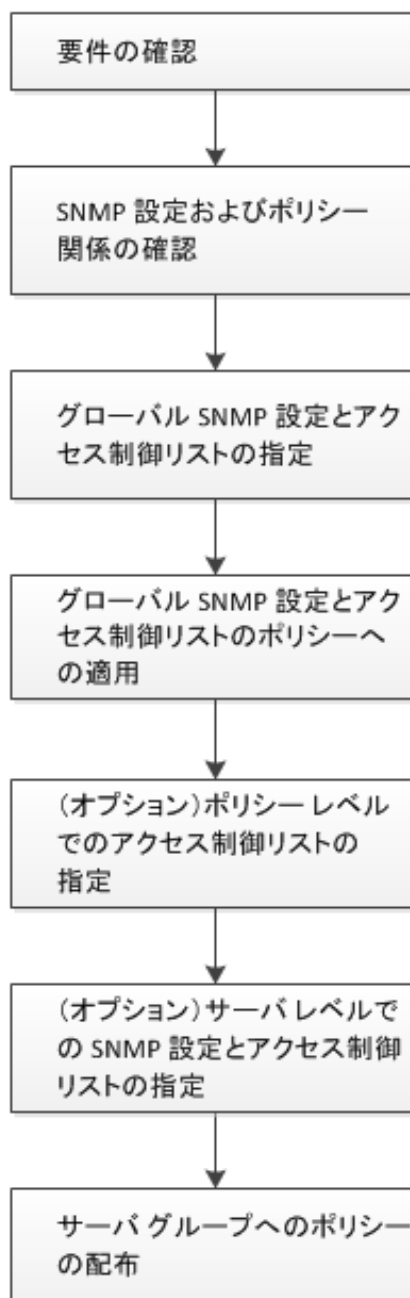 要件の確認
SNMP 設定およびポリシー
関係の確認
グローバル SNMP 設定とアク
セス制御リストの指定
グローバル SNMP 設定とアク
セス制御リストのポリシーへ
の適用
(オプション)ポリシー レベル
でのアクセス制御リストの
指定
(オプション)サーバ レベルで
の SNMP 設定とアクセス制御
リストの指定
サーバ グループへのポリシー
の配布